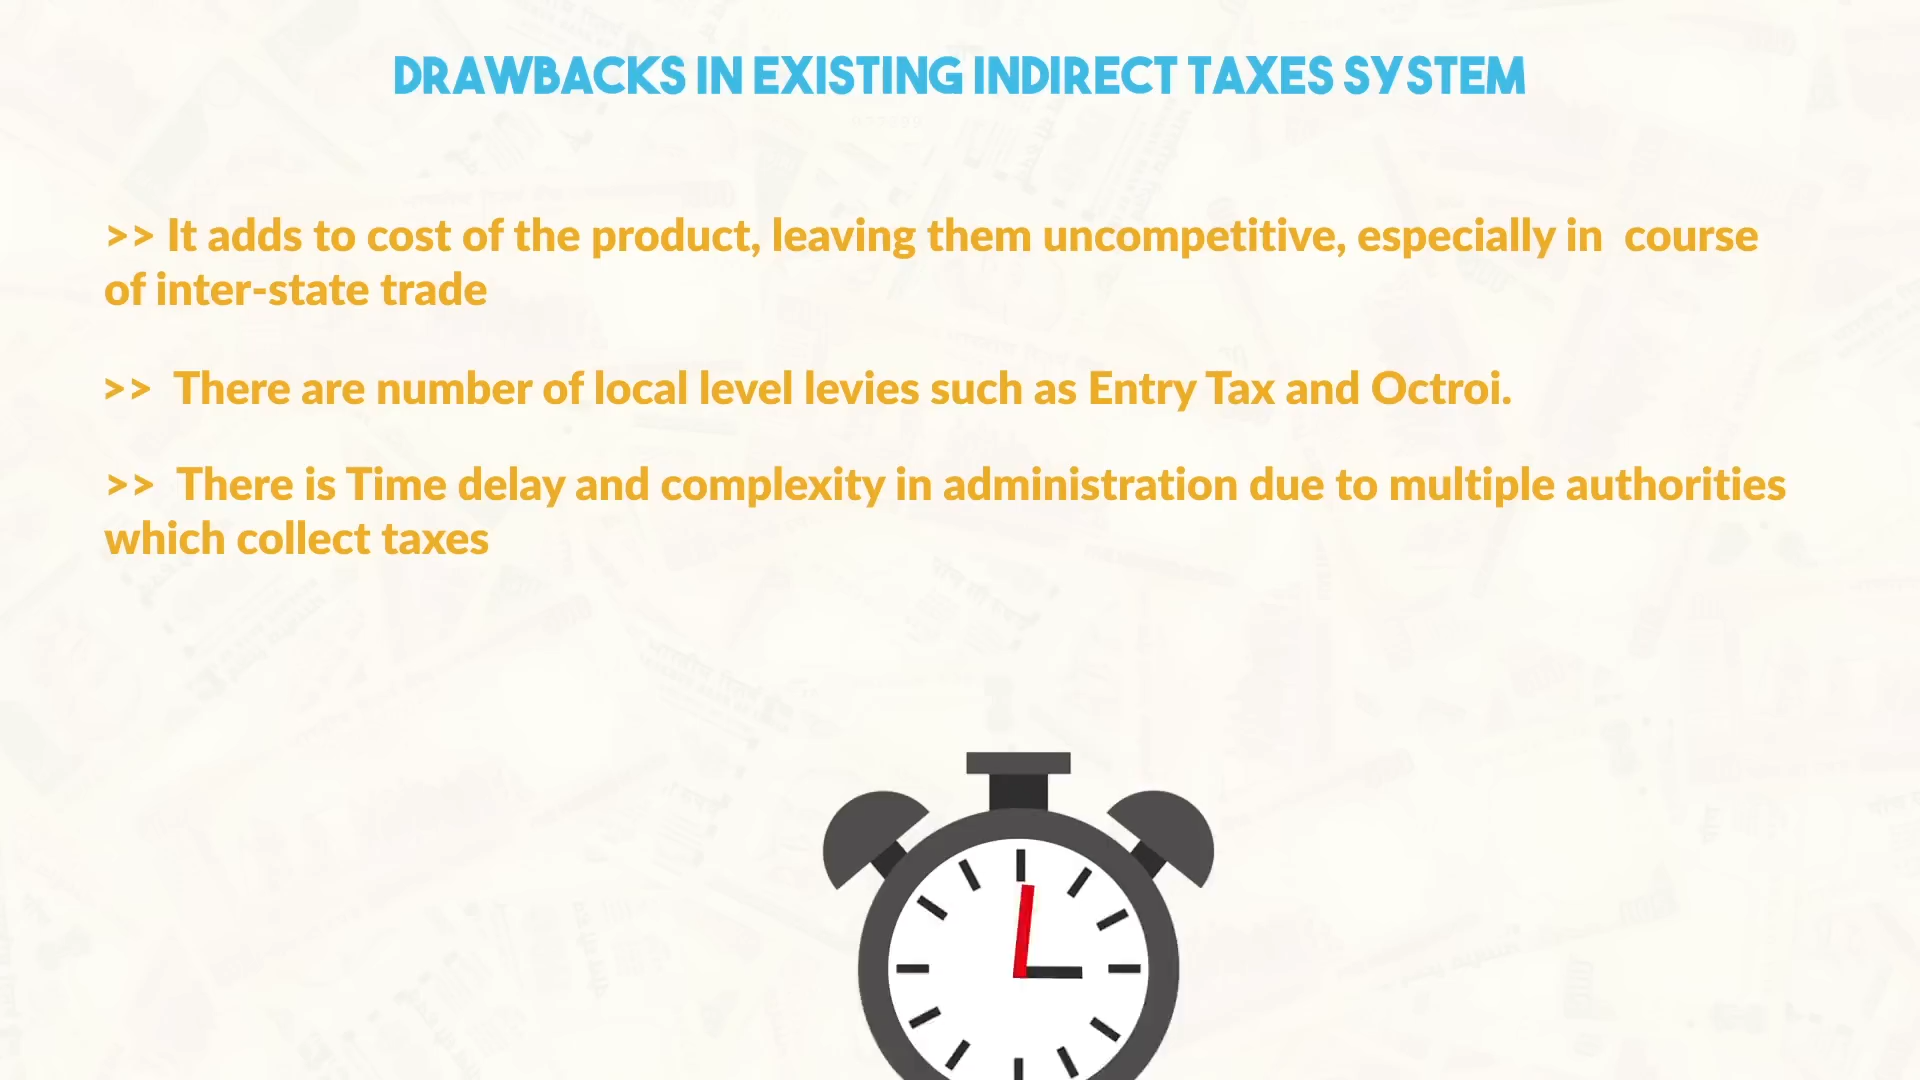 DRAWBACKS IN EXISTING INDIRECT TAXES SYSTEM
>> It adds to cost of the product, leaving them uncompetitive, especially in course
of inter-state trade
>> There are number of local level levies such as Entry Tax and Octroi.
>> There is Time delay and complexity in administration due to multiple authorities
which collect taxes